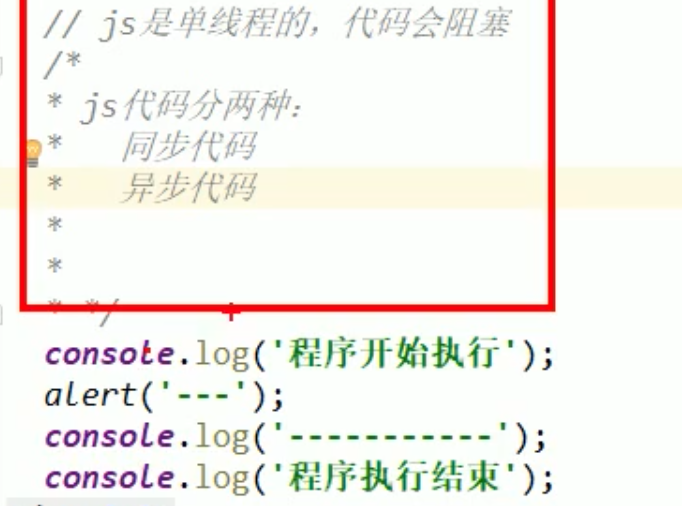 // js是单线程的，代码会阻塞
/*
* js代码分两种：
*   同步代码
*   异步代码
*
*
* */
console.log('程序开始执行');
alert('---');
console.log('-----------');
console.log('程序执行结束');